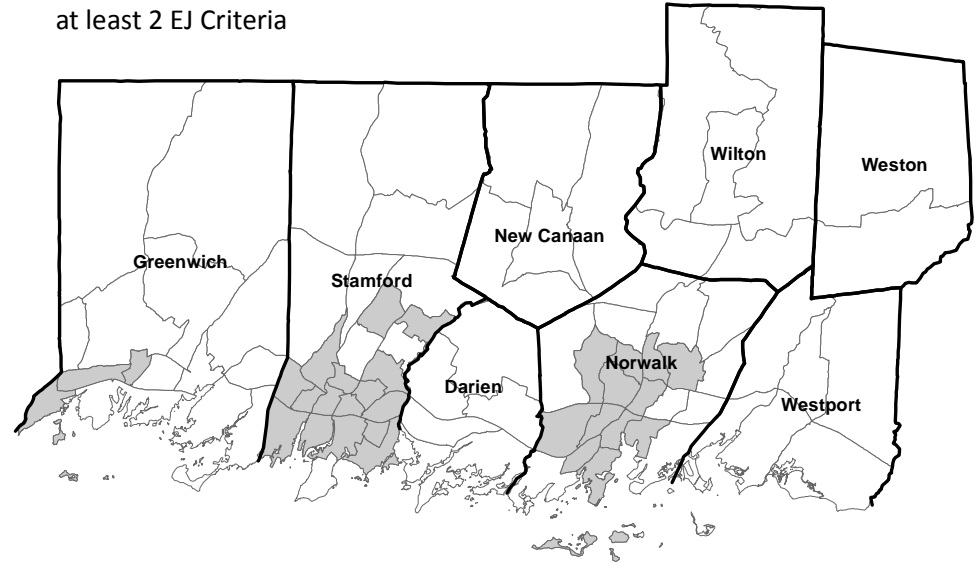 at least 2 EJ Criteria
Wilton
Weston
New Canaan
Greenwich
Stamford
Norwalk
Darien
Westport